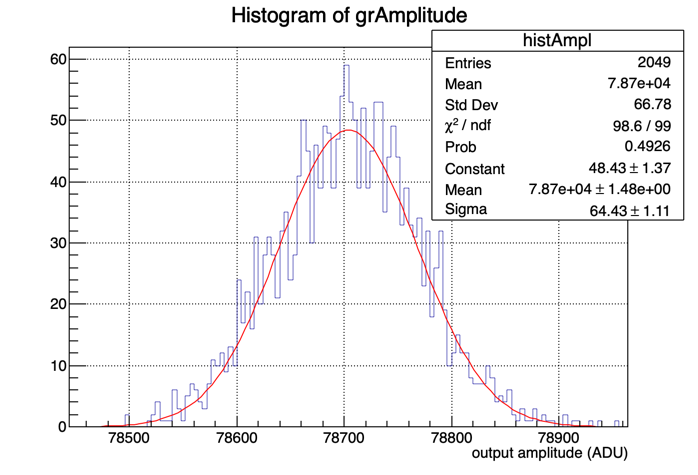 Histogram of grAmplitude
histAmpl
Entries 2049
Mean 7.87e+04
Std Dev 66.78
χ² / ndf 98.6 / 99
Prob 0.4926
Constant 48.43 ± 1.37
Mean 7.87e+04 ± 1.48e+00
Sigma 64.43 ± 1.11
60
50
40
30
20
10
0
78500 78600 78700 78800 78900
output amplitude (ADU)